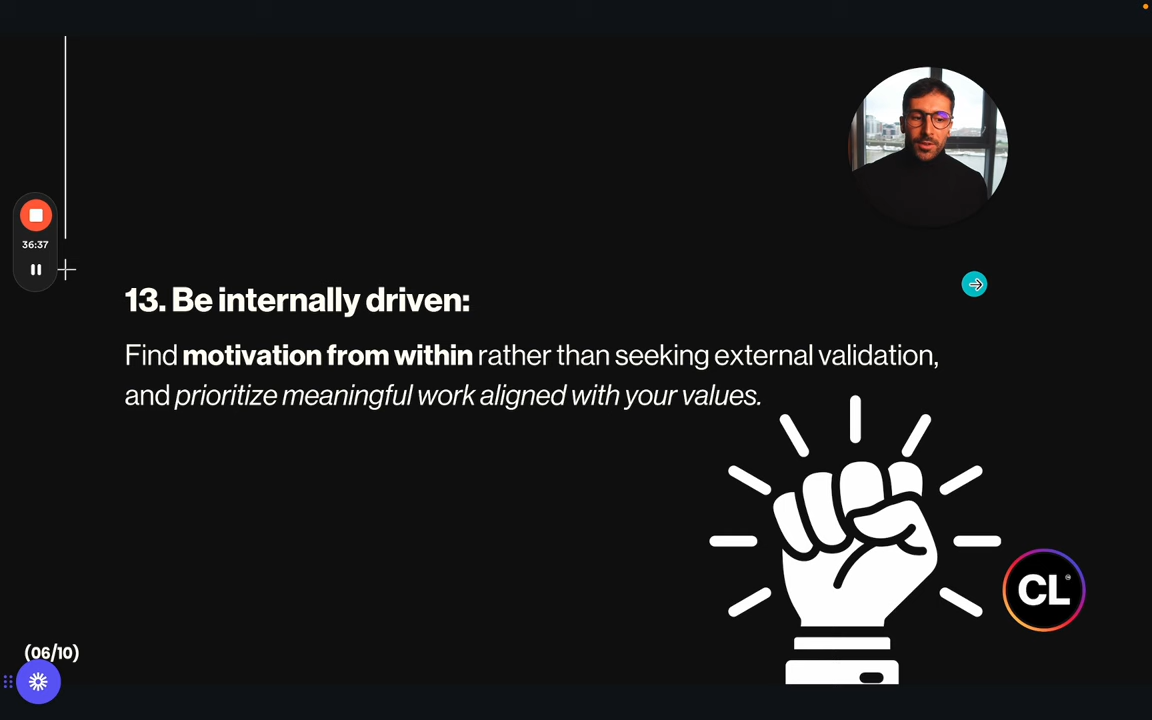 36:37
13. Be internally driven:
Find motivation from within rather than seeking external validation,
and prioritize meaningful work aligned with your values.
CL
(06/10)